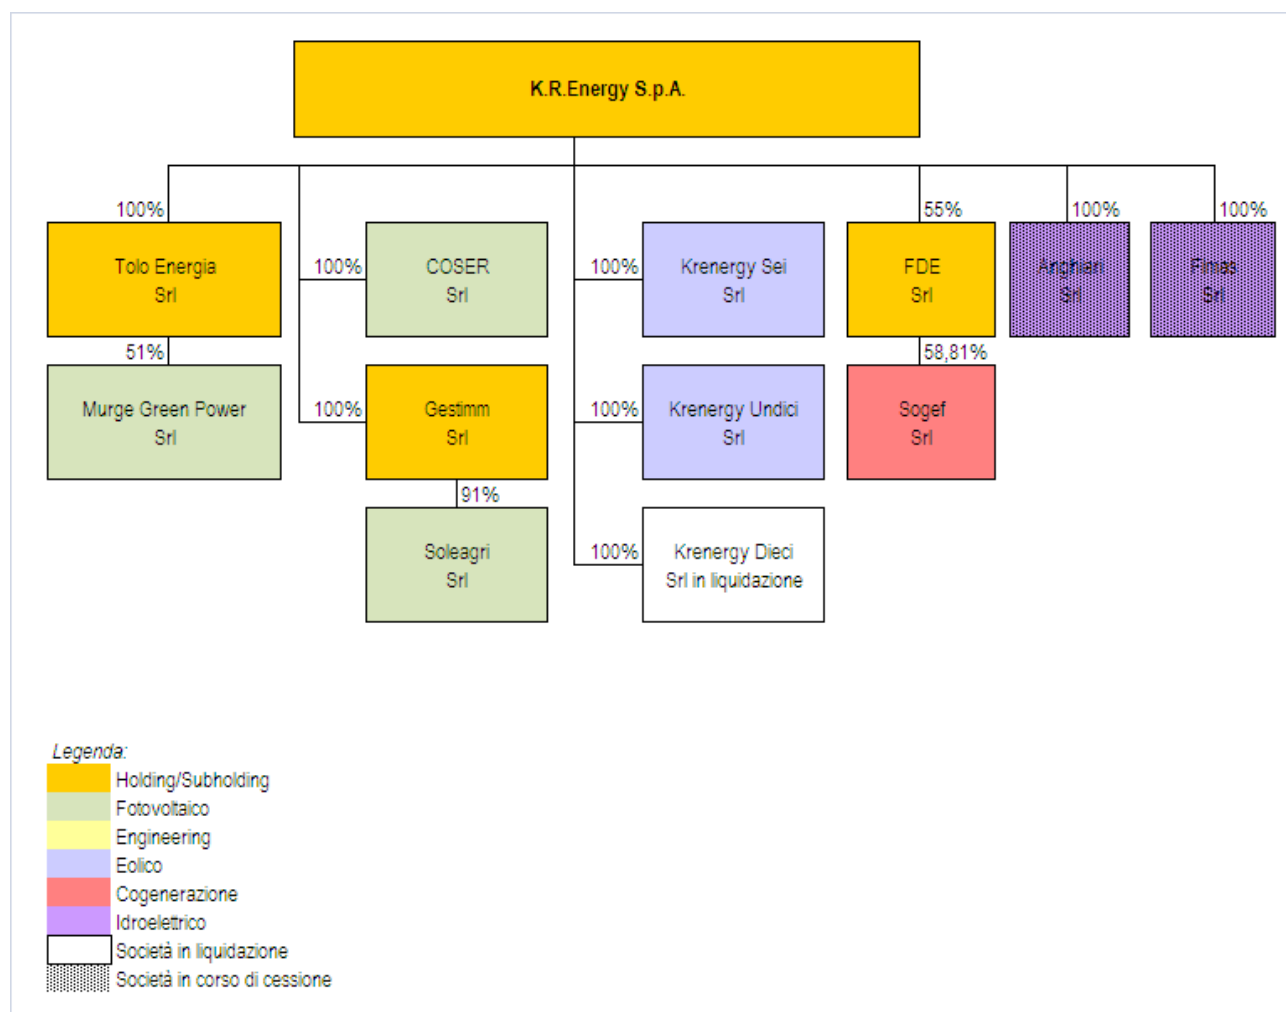 K.R.Energy S.p.A.
100%
55%
100%
100%
Tolo Energia
Srl
100%
COSER
Srl
100%
Krenergy Sei
Srl
FDE
Srl
Anghian
Srl
Fimas
Srl
51%
58,81%
Murge Green Power
Srl
100%
Gestimm
Srl
100%
Krenergy Undici
Srl
Sogef
Srl
91%
Soleagri
Srl
100%
Krenergy Dieci
Srl in liquidazione
Legenda:
Holding/Subholding
Fotovoltaico
Engineering
Eolico
Cogenerazione
Idroelettrico
Società in liquidazione
Società in corso di cessione